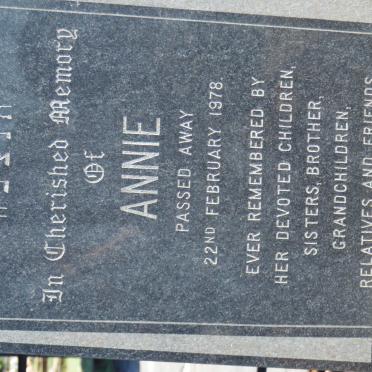 In Cherished Memory
Of
ANNIE
PASSED AWAY
22ND FEBRUARY 1978.
EVER REMEMBERED BY
HER DEVOTED CHILDREN,
SISTERS, BROTHER,
GRANDCHILDREN,
RELATIVES AND FRIENDS